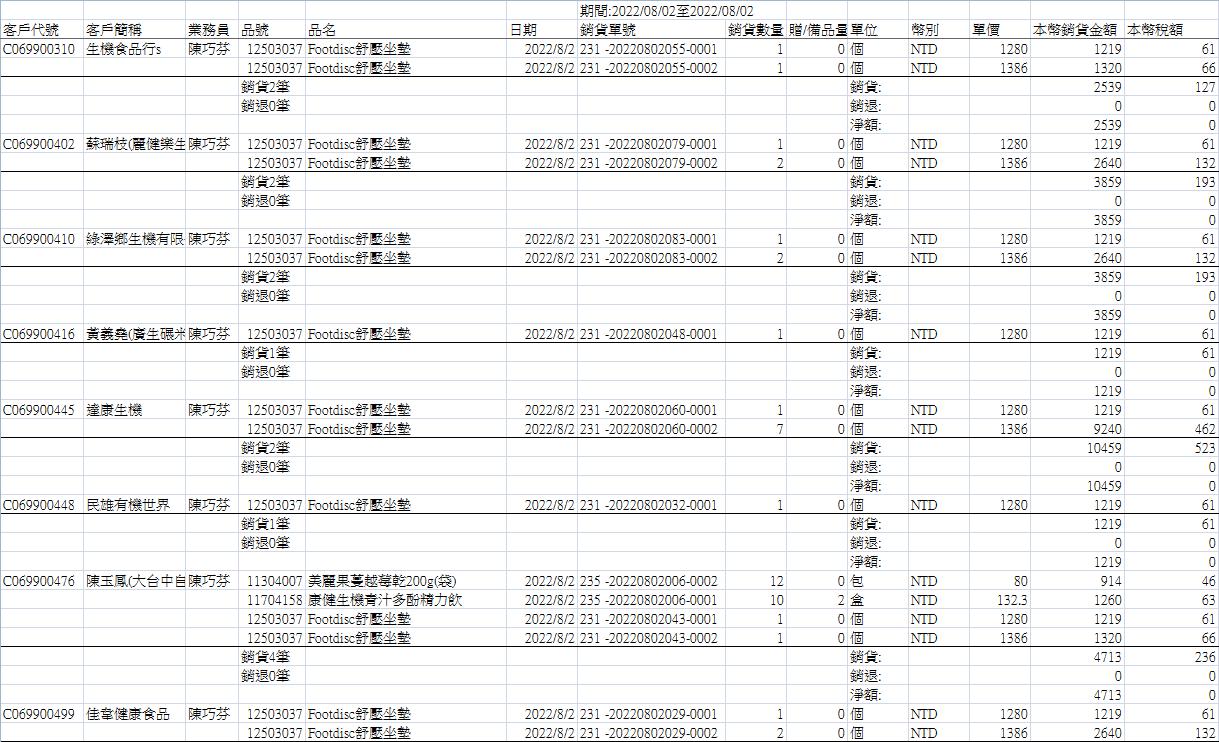 期間:2022/08/02至2022/08/02
客戶代號 客戶簡稱 業務員 品號 品名 日期 銷貨單號 銷貨數量 贈/備品量 單位 幣別 單價 本幣銷貨金額 本幣稅額
C069900310 生機食品行s 12503037 Footdisc舒壓坐墊 2022/8/2 231 -20220802055-0001 1 0 個 NTD 1280 1219 61
12503037 Footdisc舒壓坐墊 2022/8/2 231 -20220802055-0002 1 0 個 NTD 1386 1320 66
銷貨2筆 銷貨: 2539 127
銷退0筆 銷退: 0 0
淨額: 2539 0
C069900402 蘇瑞枝(麗健樂生 陳巧芬 12503037 Footdisc舒壓坐墊 2022/8/2 231 -20220802079-0001 1 0 個 NTD 1280 1219 61
12503037 Footdisc舒壓坐墊 2022/8/2 231 -20220802079-0002 2 0 個 NTD 1386 2640 132
銷貨2筆 銷貨: 3859 193
銷退0筆 銷退: 0 0
淨額: 3859 0
C069900410 綠澤鄉生機有限 陳巧芬 12503037 Footdisc舒壓坐墊 2022/8/2 231 -20220802083-0001 1 0 個 NTD 1280 1219 61
12503037 Footdisc舒壓坐墊 2022/8/2 231 -20220802083-0002 2 0 個 NTD 1386 2640 132
銷貨2筆 銷貨: 3859 193
銷退0筆 銷退: 0 0
淨額: 3859 0
C069900416 黃義堯(廣生碾米 陳巧芬 12503037 Footdisc舒壓坐墊 2022/8/2 231 -20220802048-0001 1 0 個 NTD 1280 1219 61
銷貨1筆 銷貨: 1219 61
銷退0筆 銷退: 0 0
淨額: 1219 0
C069900445 達康生機 陳巧芬 12503037 Footdisc舒壓坐墊 2022/8/2 231 -20220802060-0001 1 0 個 NTD 1280 1219 61
12503037 Footdisc舒壓坐墊 2022/8/2 231 -20220802060-0002 7 0 個 NTD 1386 9240 462
銷貨2筆 銷貨: 10459 523
銷退0筆 銷退: 0 0
淨額: 10459 0
C069900448 民雄有機世界 陳巧芬 12503037 Footdisc舒壓坐墊 2022/8/2 231 -20220802032-0001 1 0 個 NTD 1280 1219 61
銷貨1筆 銷貨: 1219 61
銷退0筆 銷退: 0 0
淨額: 1219 0
C069900476 陳玉鳳(大台中自 陳巧芬 11304007 美麗果蔓越莓乾200g(袋) 2022/8/2 235 -20220802006-0002 12 0 包 NTD 80 914 46
11704158 康健生機青汁多酚精力飲 2022/8/2 235 -20220802006-0001 10 2 盒 NTD 132.3 1260 63
12503037 Footdisc舒壓坐墊 2022/8/2 231 -20220802043-0001 1 0 個 NTD 1280 1219 61
12503037 Footdisc舒壓坐墊 2022/8/2 231 -20220802043-0002 1 0 個 NTD 1386 1320 66
銷貨4筆 銷貨: 4713 236
銷退0筆 銷退: 0 0
淨額: 4713 0
C069900499 佳韋健康食品 陳巧芬 12503037 Footdisc舒壓坐墊 2022/8/2 231 -20220802029-0001 1 0 個 NTD 1280 1219 61
12503037 Footdisc舒壓坐墊 2022/8/2 231 -20220802029-0002 2 0 個 NTD 1386 2640 132